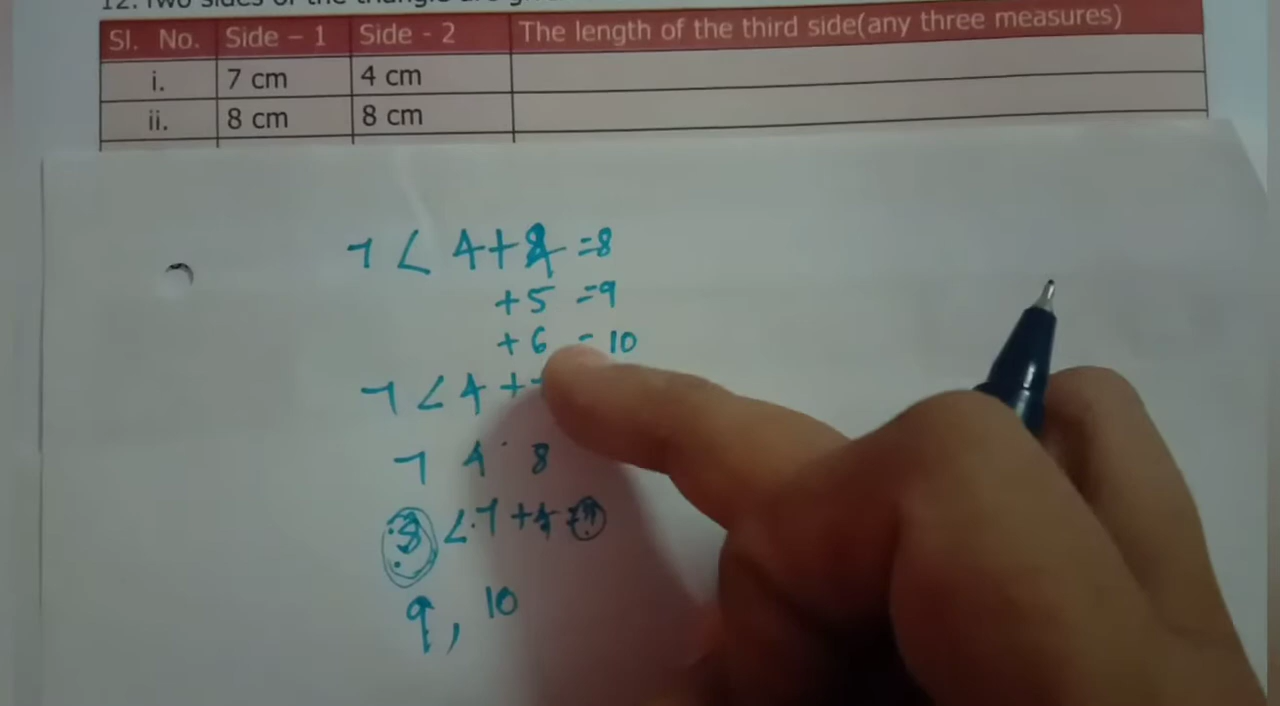 Sl. No. Side – 1 Side - 2 The length of the third side(any three measures)
i. 7 cm 4 cm
ii. 8 cm 8 cm
7 < 4+4 =8
+5 =9
+6 = 10
7 < 4 +
7 4 8
8 < 7 +4 = 11
9, 10